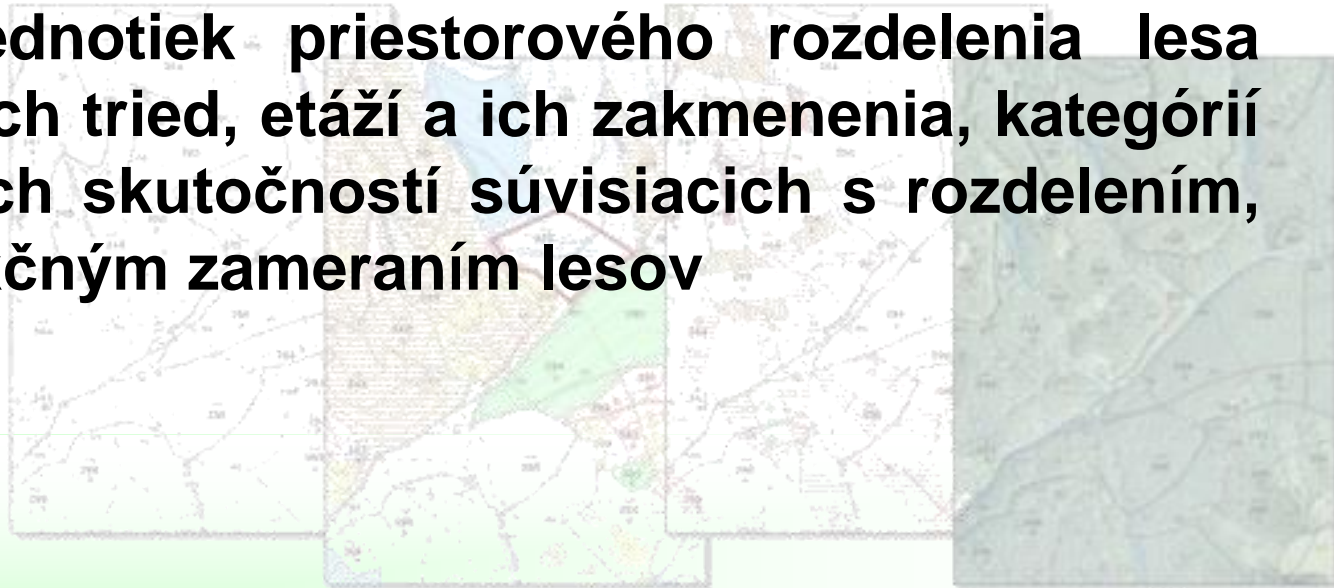 ednotiek priestorového rozdelenia lesa
ch tried, etáží a ich zakmenenia, kategórií
ch skutočností súvisiacich s rozdelením,
čným zameraním lesov